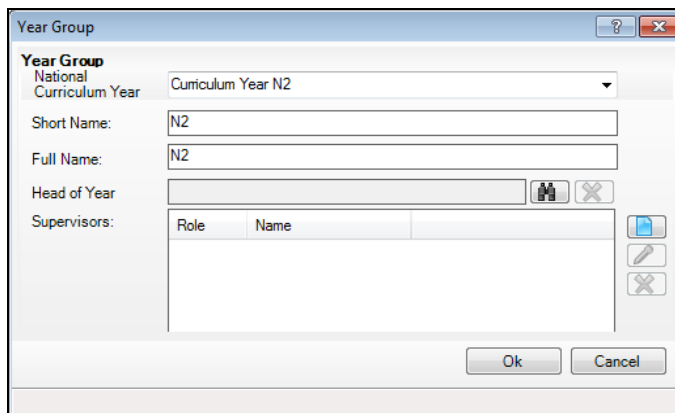 Year Group
Year Group
National
Curriculum Year
Curriculum Year N2
Short Name:
N2
Full Name:
N2
Head of Year
Supervisors:
Role Name
Ok Cancel